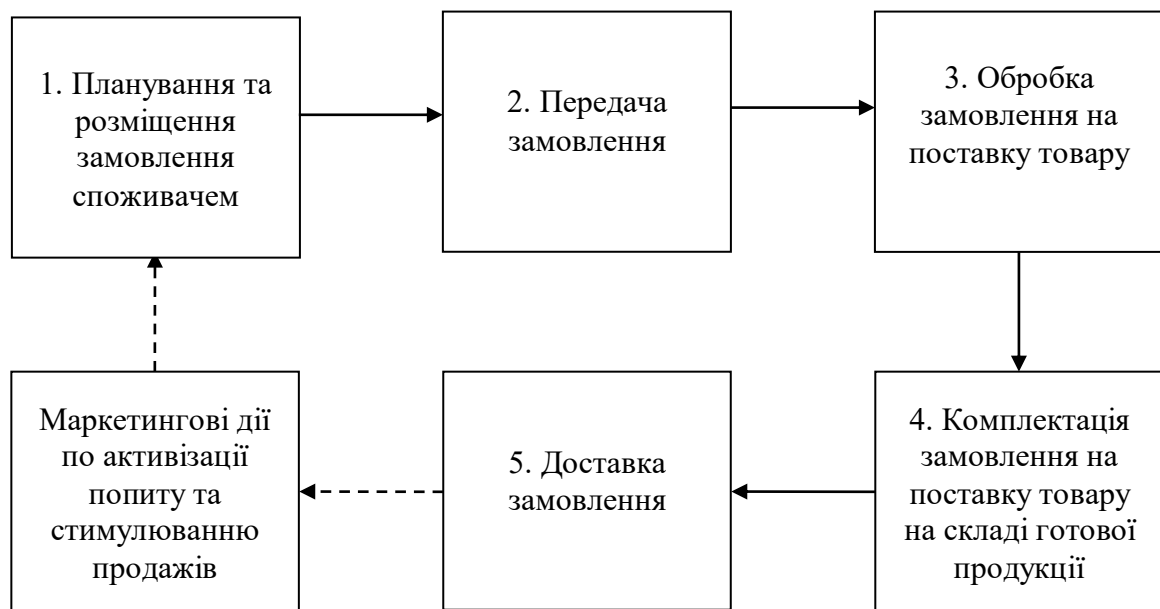 1. Планування та
розміщення
замовлення
споживачем
2. Передача
замовлення
3. Обробка
замовлення на
поставку товару
4. Комплектація
замовлення на
поставку товару
на складі готової
продукції
5. Доставка
замовлення
Маркетингові дії
по активізації
попиту та
стимулюванню
продажів